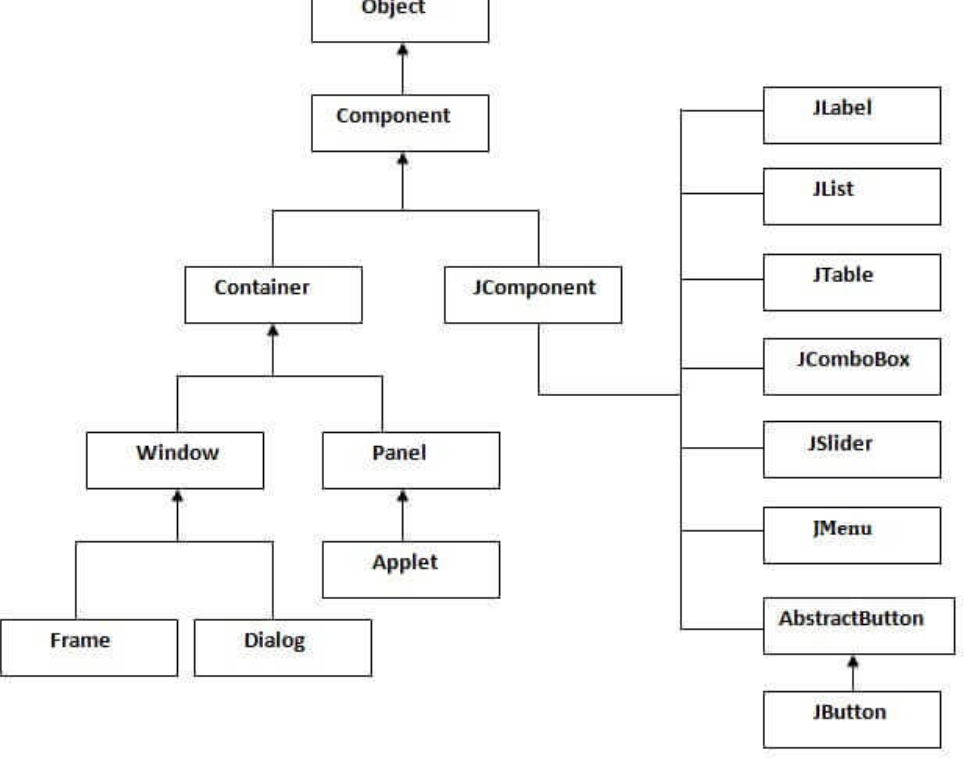 Object
Component
Container
JComponent
Window
Panel
Applet
Frame
Dialog
JLabel
JList
JTable
JComboBox
JSlider
JMenu
AbstractButton
JButton